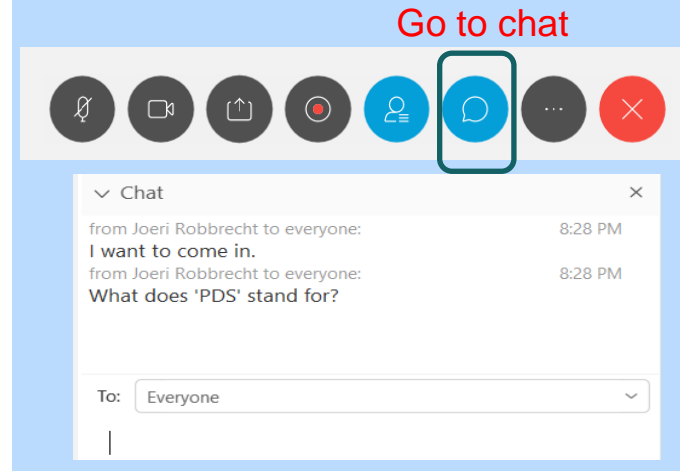 Go to chat
Chat
from Joeri Robbrecht to everyone: 8:28 PM
I want to come in.
from Joeri Robbrecht to everyone: 8:28 PM
What does 'PDS' stand for?
To: Everyone